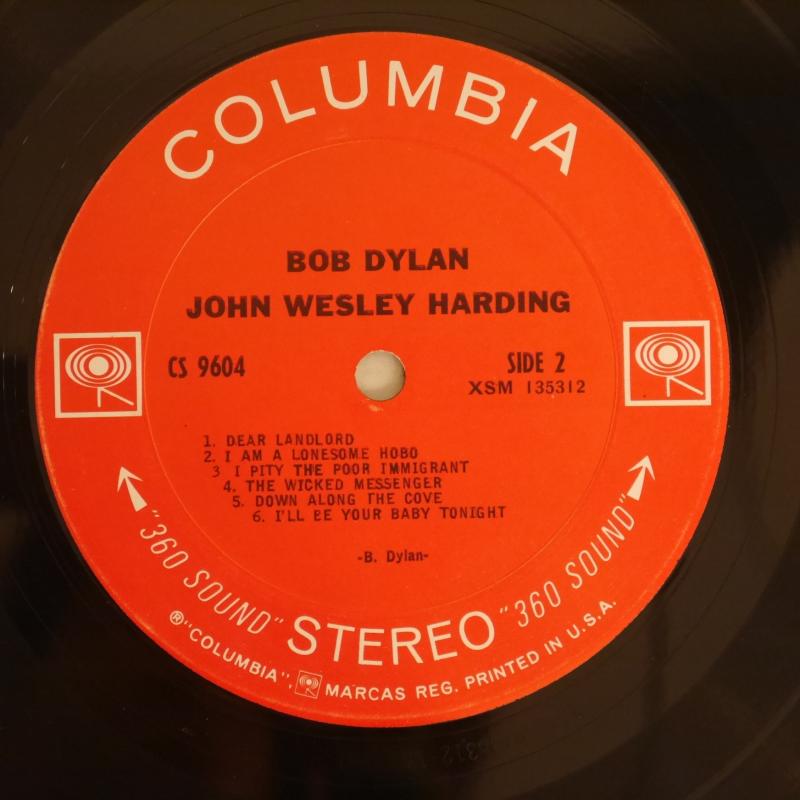 COLUMBIA
BOB DYLAN
JOHN WESLEY HARDING
CS 9604
SIDE 2
XSM 135312
1. DEAR LANDLORD
2. I AM A LONESOME HOBO
3 I PITY THE POOR IMMIGRANT
4. THE WICKED MESSENGER
5. DOWN ALONG THE COVE
6. I'LL BE YOUR BABY TONIGHT
-B. Dylan-
"360 SOUND" STEREO "360 SOUND"
® "COLUMBIA", MARCAS REG. PRINTED IN U.S.A.